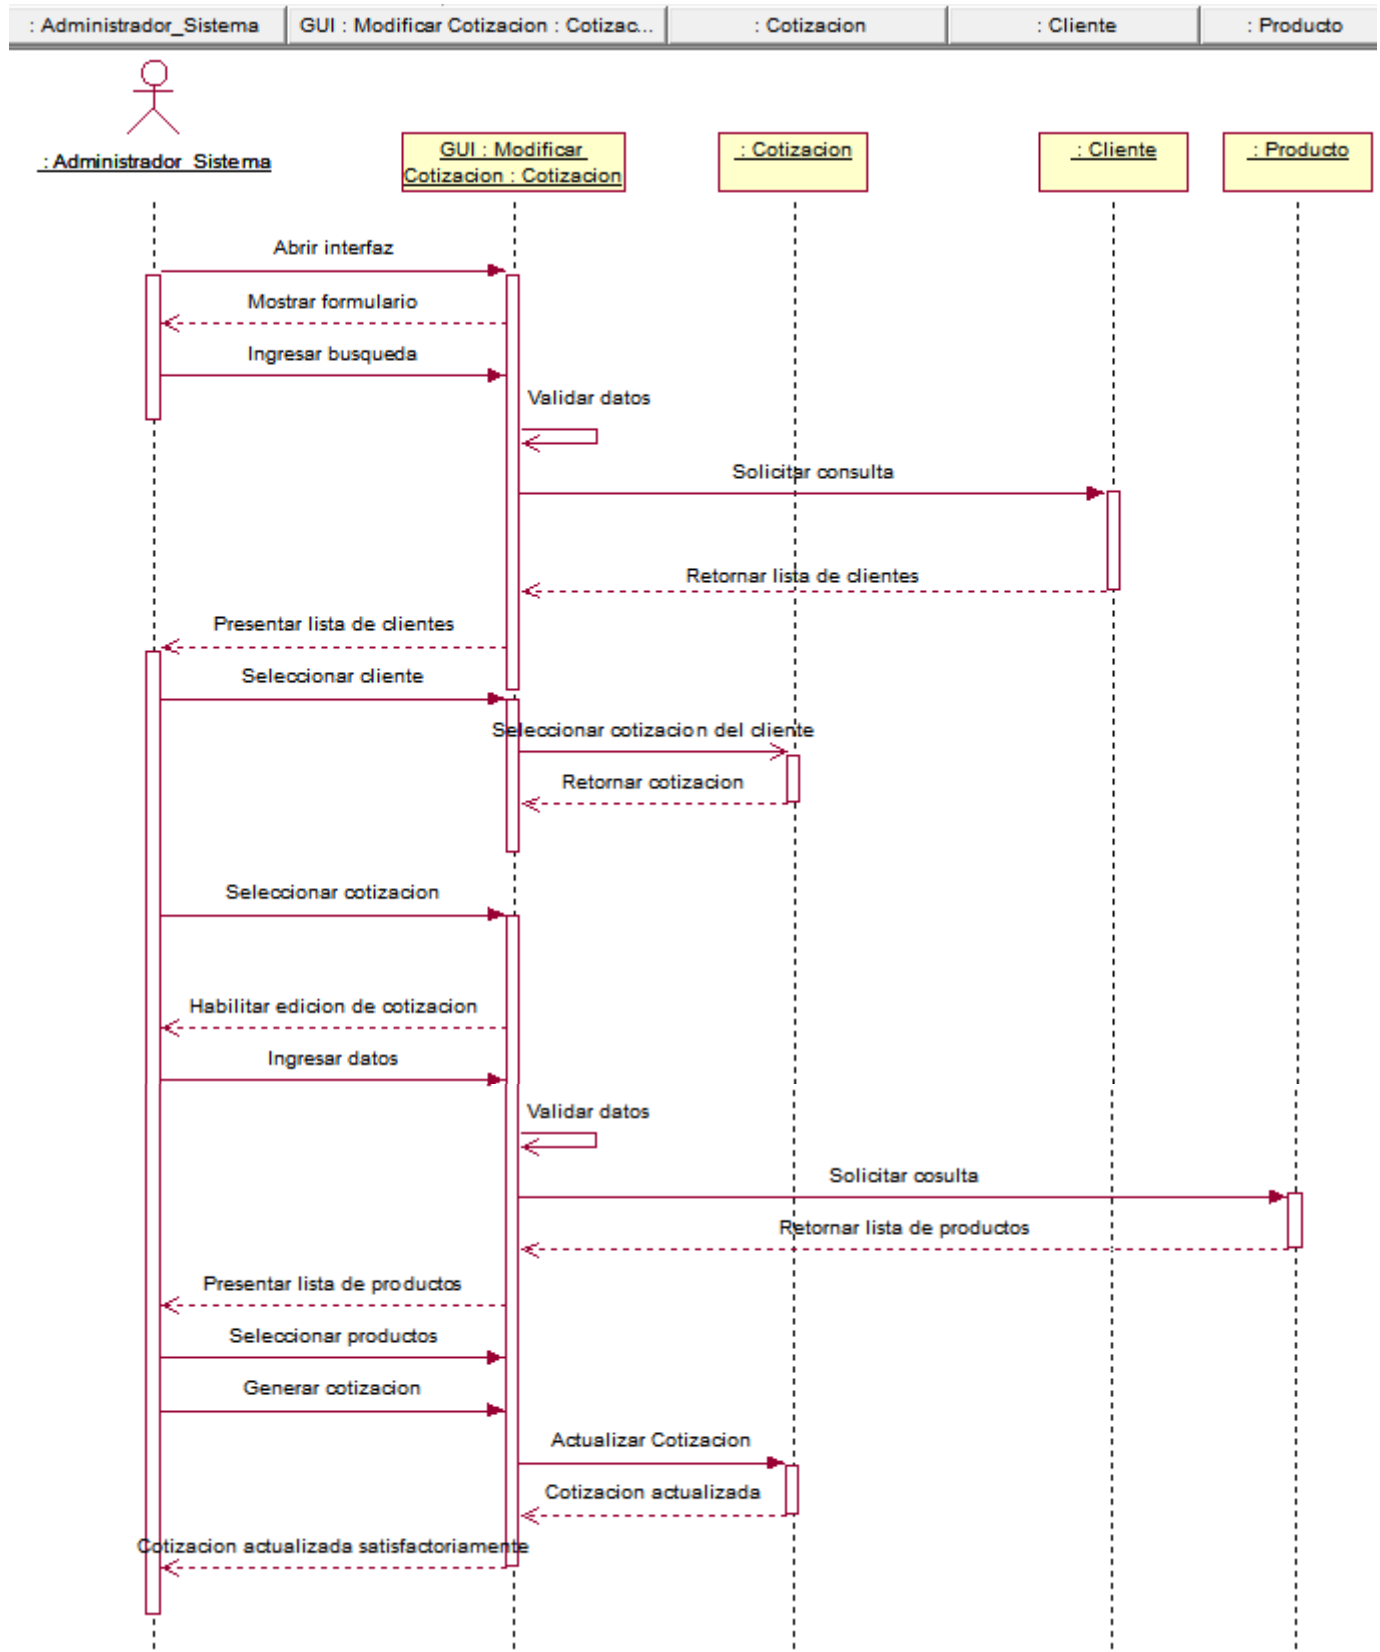 : Administrador_Sistema
GUI : Modificar Cotizacion : Cotizac...
: Cotizacion
: Cliente
: Producto
: Administrador_Sistema
GUI : Modificar
Cotizacion : Cotizacion
: Cotizacion
: Cliente
: Producto
Abrir interfaz
Mostrar formulario
Ingresar busqueda
Validar datos
Solicitar consulta
Retornar lista de clientes
Presentar lista de clientes
Seleccionar cliente
Seleccionar cotizacion del cliente
Retornar cotizacion
Seleccionar cotizacion
Habilitar edicion de cotizacion
Ingresar datos
Validar datos
Solicitar cosulta
Retornar lista de productos
Presentar lista de productos
Seleccionar productos
Generar cotizacion
Actualizar Cotizacion
Cotizacion actualizada
Cotizacion actualizada satisfactoriamente